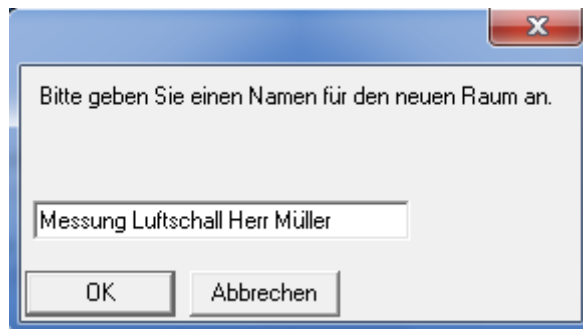 Bitte geben Sie einen Namen für den neuen Raum an.
Messung Luftschall Herr Müller
OK Abbrechen